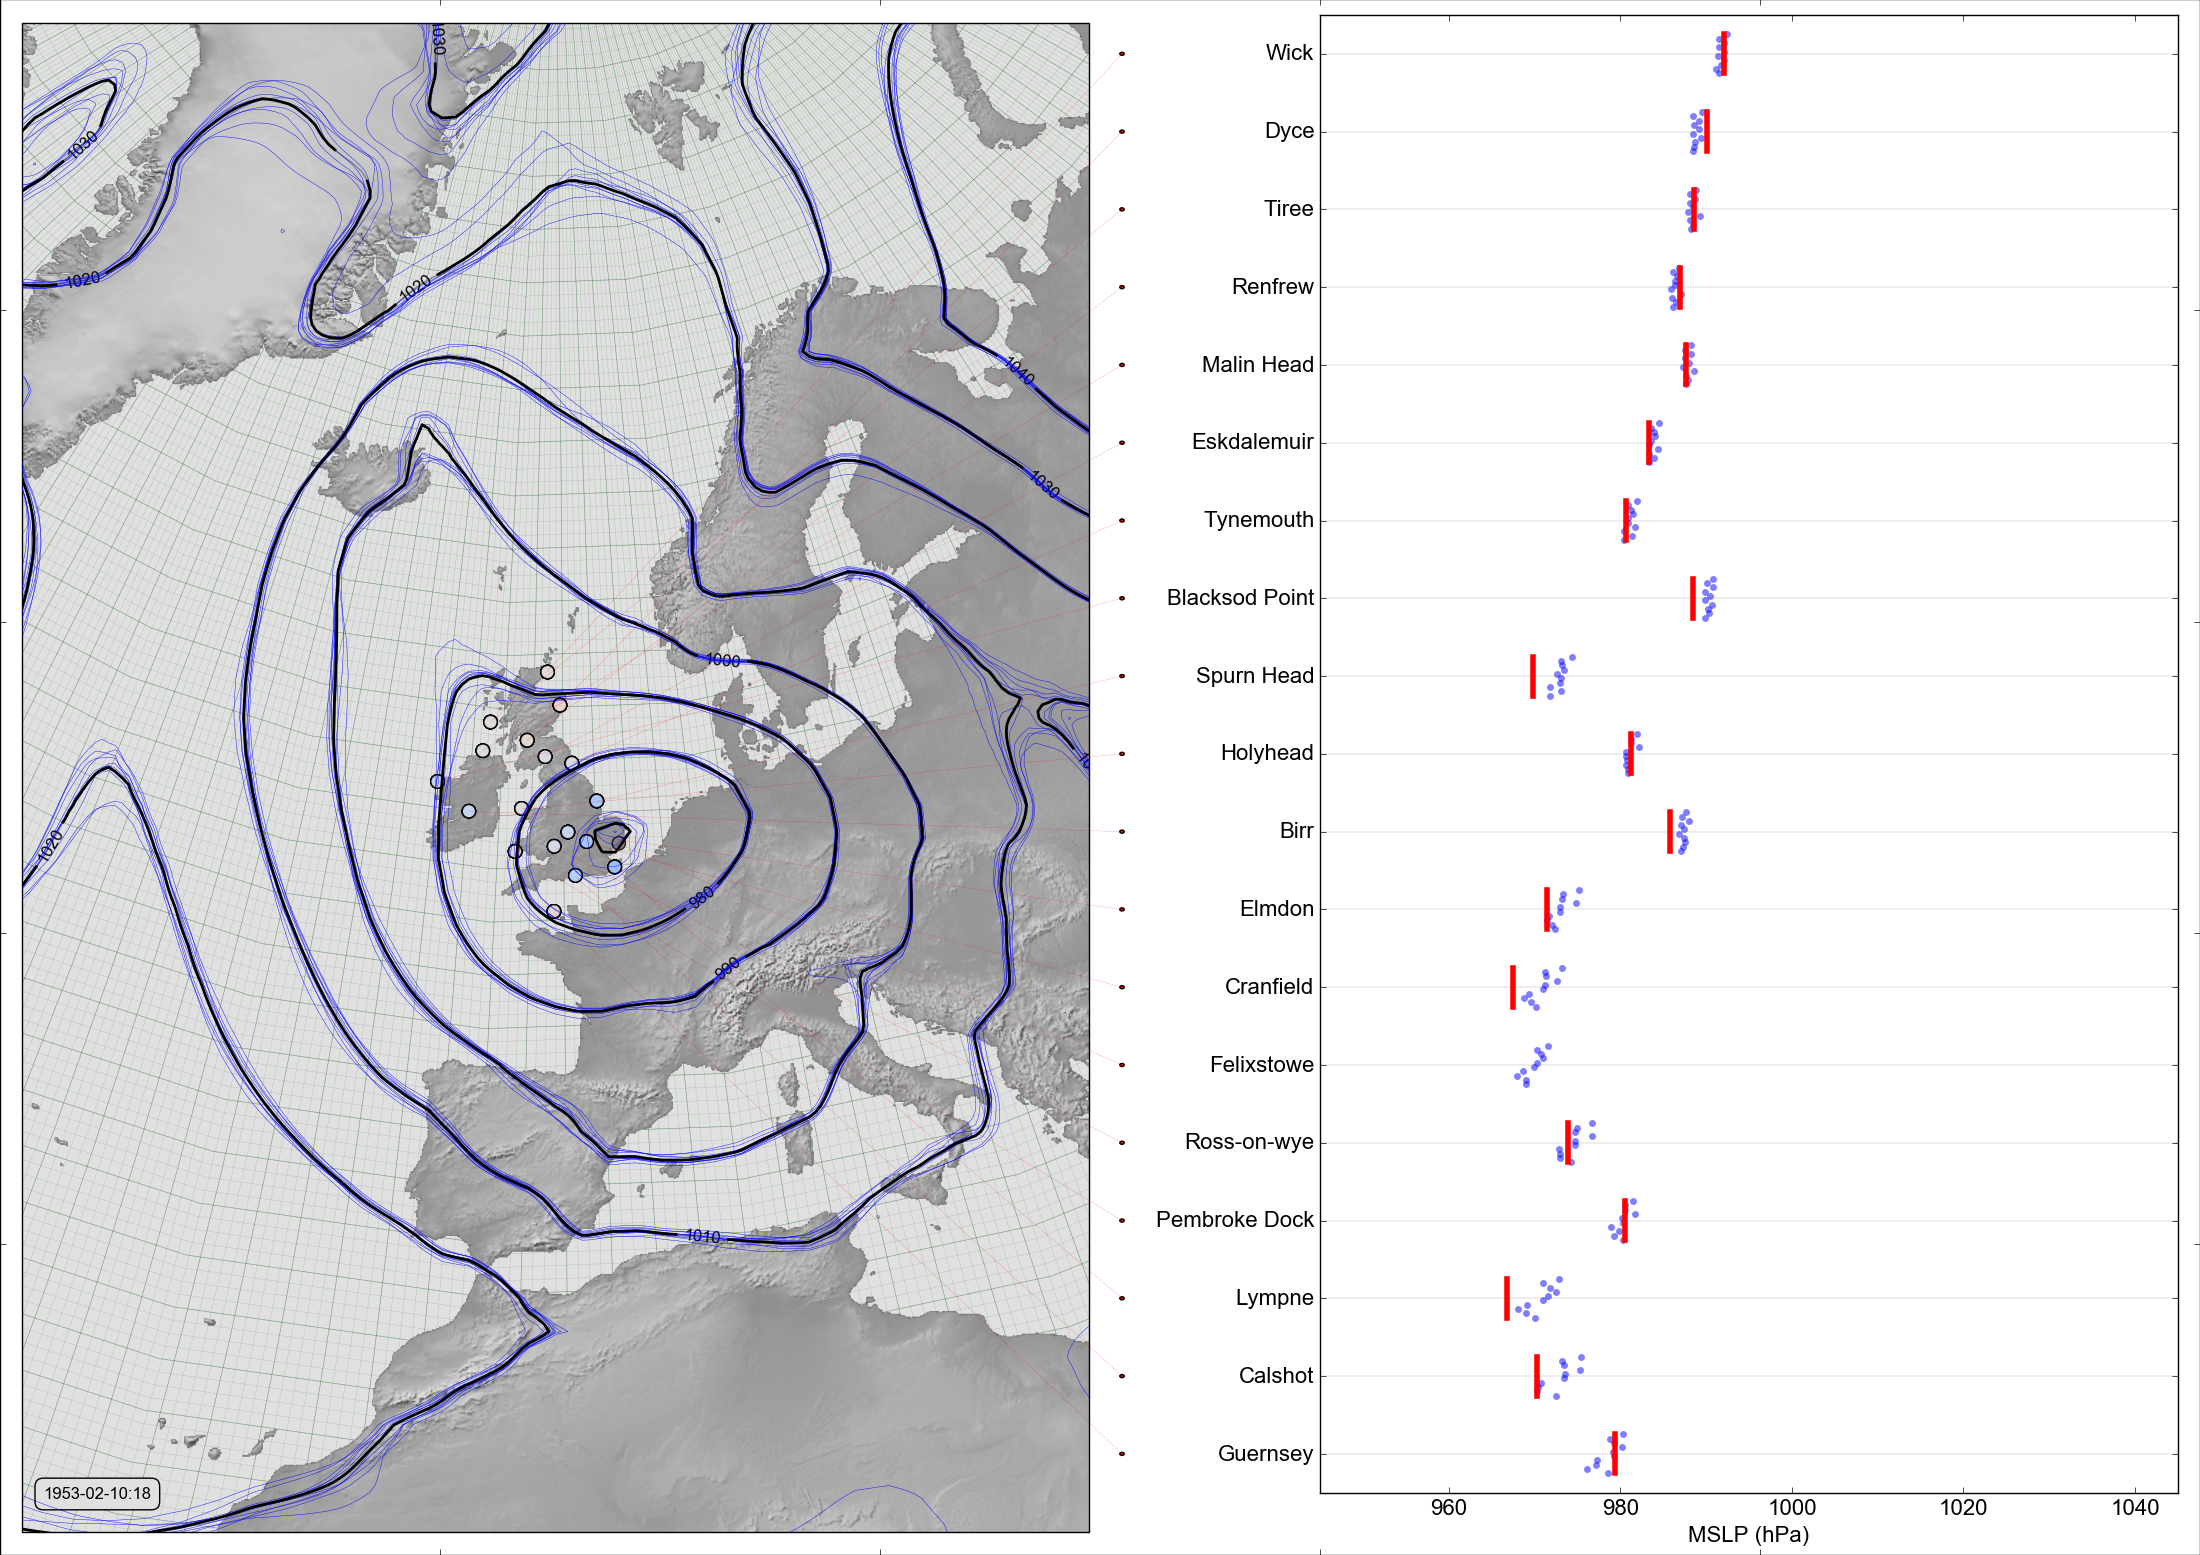 1030
1030
1020
1020
1040
1030
1000
1020
980
990
1010
1953-02-10:18
Wick
Dyce
Tiree
Renfrew
Malin Head
Eskdalemuir
Tynemouth
Blacksod Point
Spurn Head
Holyhead
Birr
Elmdon
Cranfield
Felixstowe
Ross-on-wye
Pembroke Dock
Lympne
Calshot
Guernsey
960 980 1000 1020 1040
MSLP (hPa)